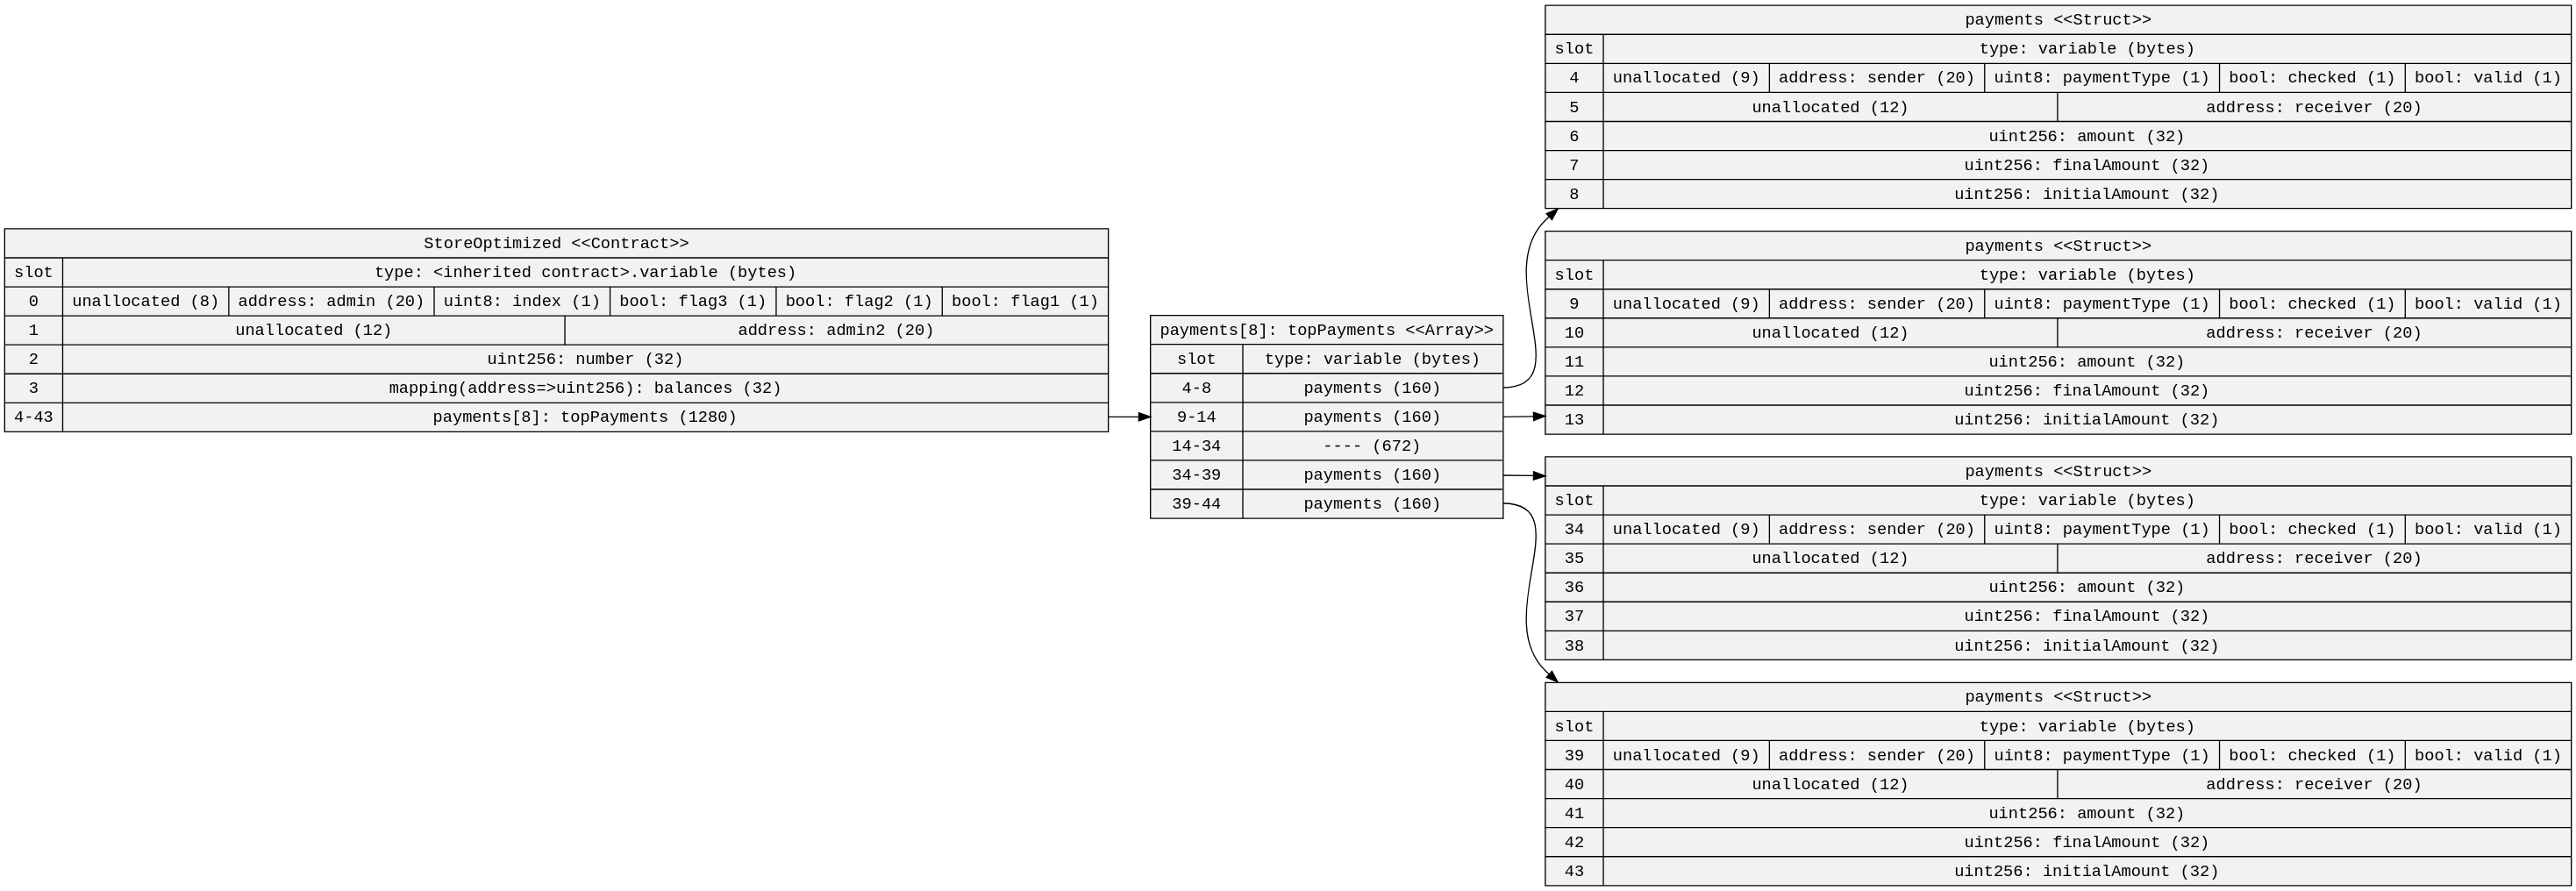 StoreOptimized <<Contract>>
slot type: <inherited contract>.variable (bytes)
0 unallocated (8) address: admin (20) uint8: index (1) bool: flag3 (1) bool: flag2 (1) bool: flag1 (1)
1 unallocated (12) address: admin2 (20)
2 uint256: number (32)
3 mapping(address=>uint256): balances (32)
4-43 payments[8]: topPayments (1280)
payments[8]: topPayments <<Array>>
slot type: variable (bytes)
4-8 payments (160)
9-14 payments (160)
14-34 ---- (672)
34-39 payments (160)
39-44 payments (160)
payments <<Struct>>
slot type: variable (bytes)
4 unallocated (9) address: sender (20) uint8: paymentType (1) bool: checked (1) bool: valid (1)
5 unallocated (12) address: receiver (20)
6 uint256: amount (32)
7 uint256: finalAmount (32)
8 uint256: initialAmount (32)
payments <<Struct>>
slot type: variable (bytes)
9 unallocated (9) address: sender (20) uint8: paymentType (1) bool: checked (1) bool: valid (1)
10 unallocated (12) address: receiver (20)
11 uint256: amount (32)
12 uint256: finalAmount (32)
13 uint256: initialAmount (32)
payments <<Struct>>
slot type: variable (bytes)
34 unallocated (9) address: sender (20) uint8: paymentType (1) bool: checked (1) bool: valid (1)
35 unallocated (12) address: receiver (20)
36 uint256: amount (32)
37 uint256: finalAmount (32)
38 uint256: initialAmount (32)
payments <<Struct>>
slot type: variable (bytes)
39 unallocated (9) address: sender (20) uint8: paymentType (1) bool: checked (1) bool: valid (1)
40 unallocated (12) address: receiver (20)
41 uint256: amount (32)
42 uint256: finalAmount (32)
43 uint256: initialAmount (32)